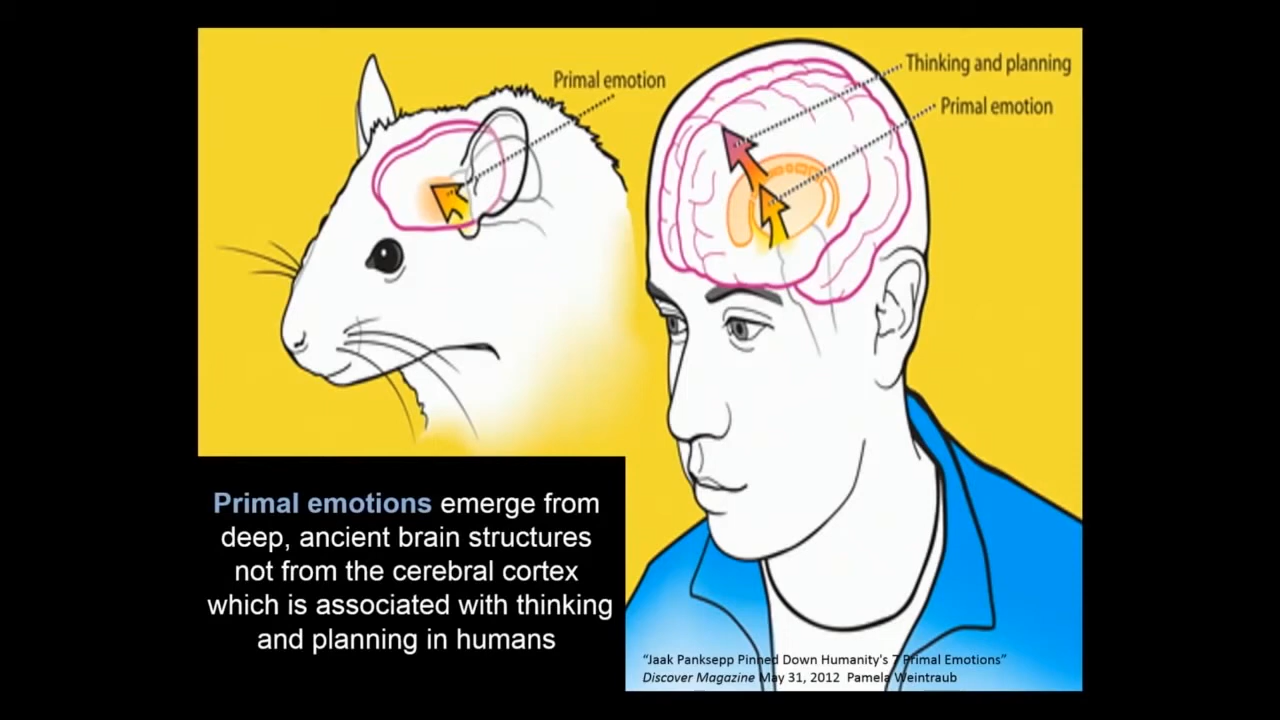 Primal emotion
Thinking and planning
Primal emotion
Primal emotions emerge from
deep, ancient brain structures
not from the cerebral cortex
which is associated with thinking
and planning in humans
“Jaak Panksepp Pinned Down Humanity's 7 Primal Emotions”
Discover Magazine May 31, 2012 Pamela Weintraub